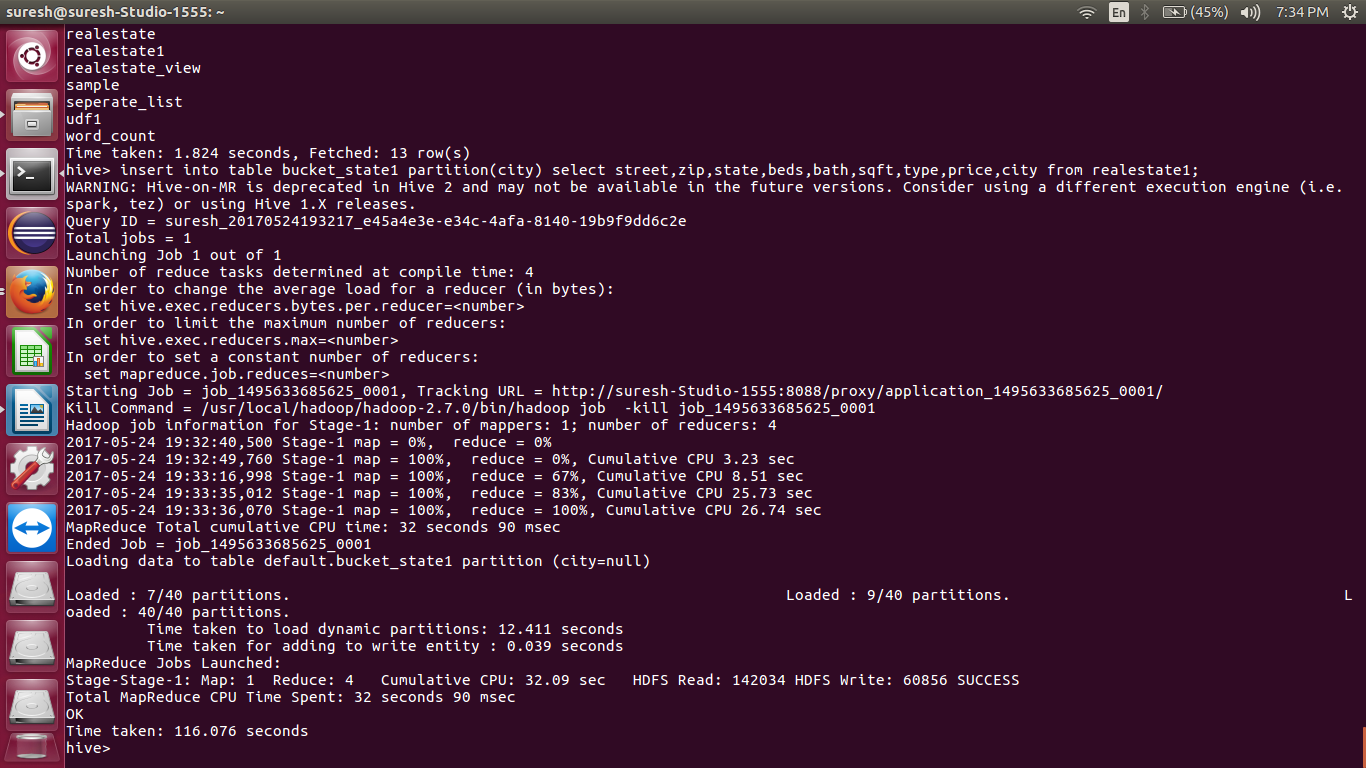 suresh@suresh-Studio-1555: ~
En
(45%)
7:34 PM
realestate
realestate1
realestate_view
sample
seperate_list
udf1
word_count
Time taken: 1.824 seconds, Fetched: 13 row(s)
hive> insert into table bucket_state1 partition(city) select street,zip,state,beds,bath,sqft,type,price,city from realestate1;
WARNING: Hive-on-MR is deprecated in Hive 2 and may not be available in the future versions. Consider using a different execution engine (i.e.
spark, tez) or using Hive 1.X releases.
Query ID = suresh_20170524193217_e45a4e3e-e34c-4afa-8140-19b9f9dd6c2e
Total jobs = 1
Launching Job 1 out of 1
Number of reduce tasks determined at compile time: 4
In order to change the average load for a reducer (in bytes):
  set hive.exec.reducers.bytes.per.reducer=<number>
In order to limit the maximum number of reducers:
  set hive.exec.reducers.max=<number>
In order to set a constant number of reducers:
  set mapreduce.job.reduces=<number>
Starting Job = job_1495633685625_0001, Tracking URL = http://suresh-Studio-1555:8088/proxy/application_1495633685625_0001/
Kill Command = /usr/local/hadoop/hadoop-2.7.0/bin/hadoop job  -kill job_1495633685625_0001
Hadoop job information for Stage-1: number of mappers: 1; number of reducers: 4
2017-05-24 19:32:40,500 Stage-1 map = 0%,  reduce = 0%
2017-05-24 19:32:49,760 Stage-1 map = 100%,  reduce = 0%, Cumulative CPU 3.23 sec
2017-05-24 19:33:16,998 Stage-1 map = 100%,  reduce = 67%, Cumulative CPU 8.51 sec
2017-05-24 19:33:35,012 Stage-1 map = 100%,  reduce = 83%, Cumulative CPU 25.73 sec
2017-05-24 19:33:36,070 Stage-1 map = 100%,  reduce = 100%, Cumulative CPU 26.74 sec
MapReduce Total cumulative CPU time: 32 seconds 90 msec
Ended Job = job_1495633685625_0001
Loading data to table default.bucket_state1 partition (city=null)
Loaded : 7/40 partitions.                Loaded : 9/40 partitions.                L
oaded : 40/40 partitions.
         Time taken to load dynamic partitions: 12.411 seconds
         Time taken for adding to write entity : 0.039 seconds
MapReduce Jobs Launched:
Stage-Stage-1: Map: 1  Reduce: 4   Cumulative CPU: 32.09 sec   HDFS Read: 142034 HDFS Write: 60856 SUCCESS
Total MapReduce CPU Time Spent: 32 seconds 90 msec
OK
Time taken: 116.076 seconds
hive>